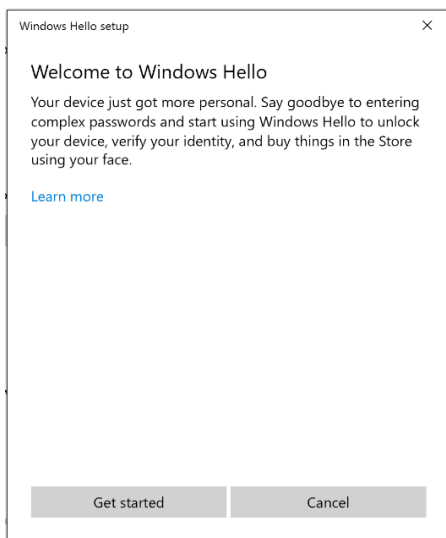 Windows Hello setup
Welcome to Windows Hello
Your device just got more personal. Say goodbye to entering
complex passwords and start using Windows Hello to unlock
your device, verify your identity, and buy things in the Store
using your face.
Learn more
Get started
Cancel